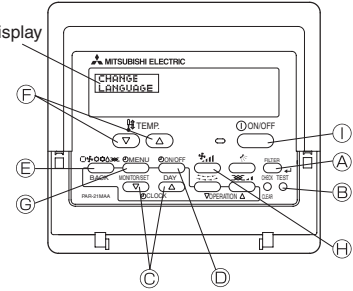 isplay
MITSUBISHI ELECTRIC
CHANGE
LANGUAGE
F
TEMP.
ON/OFF
I
MENU
ON/OFF
FILTER
A
E
BACK
MONITOR/SET
DAY
CHECK TEST
B
G
PAR-21MAA
CLOCK
OPERATION
CLEAR
H
C
D